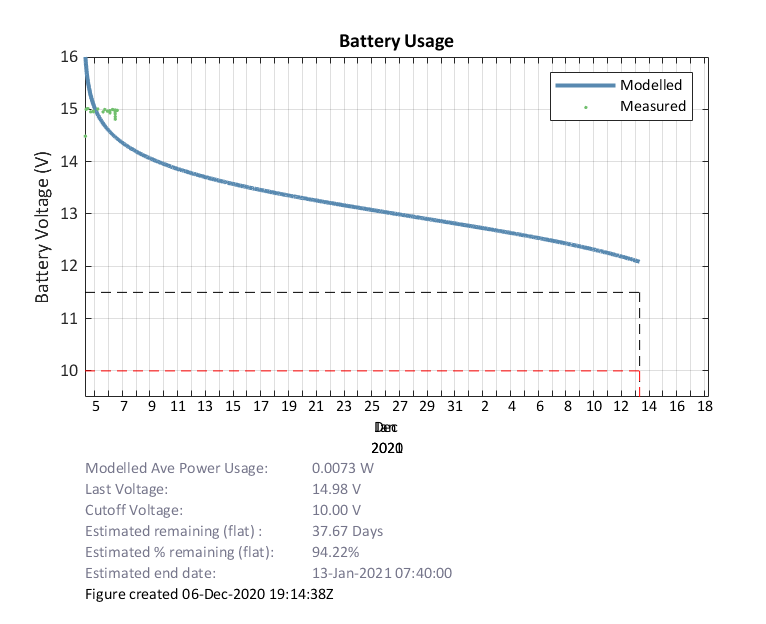 Battery Usage
16
15
14
13
12
11
10
Battery Voltage (V)
Modelled
Measured
5 7 9 11 13 15 17 19 21 23 25 27 29 31 2 4 6 8 10 12 14 16 18
Modelled Ave Power Usage: 0.0073 W
Last Voltage: 14.98 V
Cutoff Voltage: 10.00 V
Estimated remaining (flat) : 37.67 Days
Estimated % remaining (flat): 94.22%
Estimated end date: 13-Jan-2021 07:40:00
Figure created 06-Dec-2020 19:14:38Z